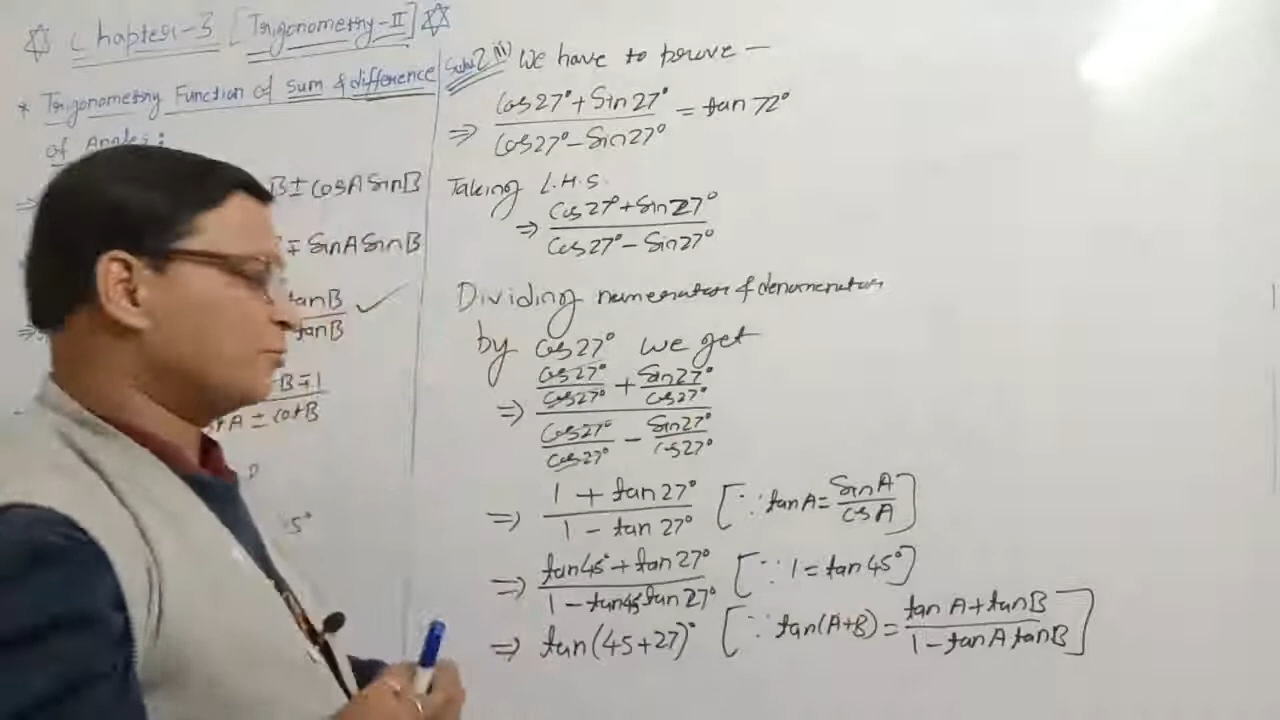 ☆ Chapter-3 [Trigonometry-II] ☆
* Trigonometry Function of sum & difference
of Angles:
B ± cosA SinB
∓ SinA SinB
tanB
tanB ✓
B ∓ 1
A ± cotB
5°
(ii) We have to prove —
⇒ (cos27° + Sin27°)/(cos27° - Sin27°) = tan 72°
Taking L.H.S.
⇒ (cos27° + Sin27°)/(cos27° - Sin27°)
Dividing numerator & denomenator
by cos27° we get
⇒ (cos27°/cos27° + Sin27°/cos27°)/(cos27°/cos27° - Sin27°/cos27°)
⇒ (1 + tan27°)/(1 - tan27°) [∵ tanA = SinA/cosA]
⇒ (tan45° + tan27°)/(1 - tan45 tan27°) [∵ 1 = tan45°]
⇒ tan(45+27)° [∵ tan(A+B) = (tanA + tanB)/(1 - tanA tanB)]